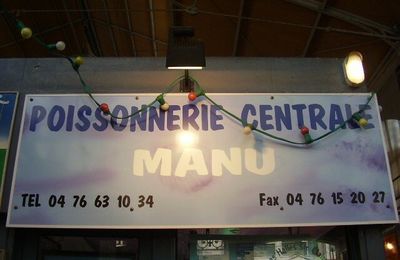 POISSONNERIE CENTRALE
MANU
TEL 04 76 63 10 34 Fax 04 76 15 20 27